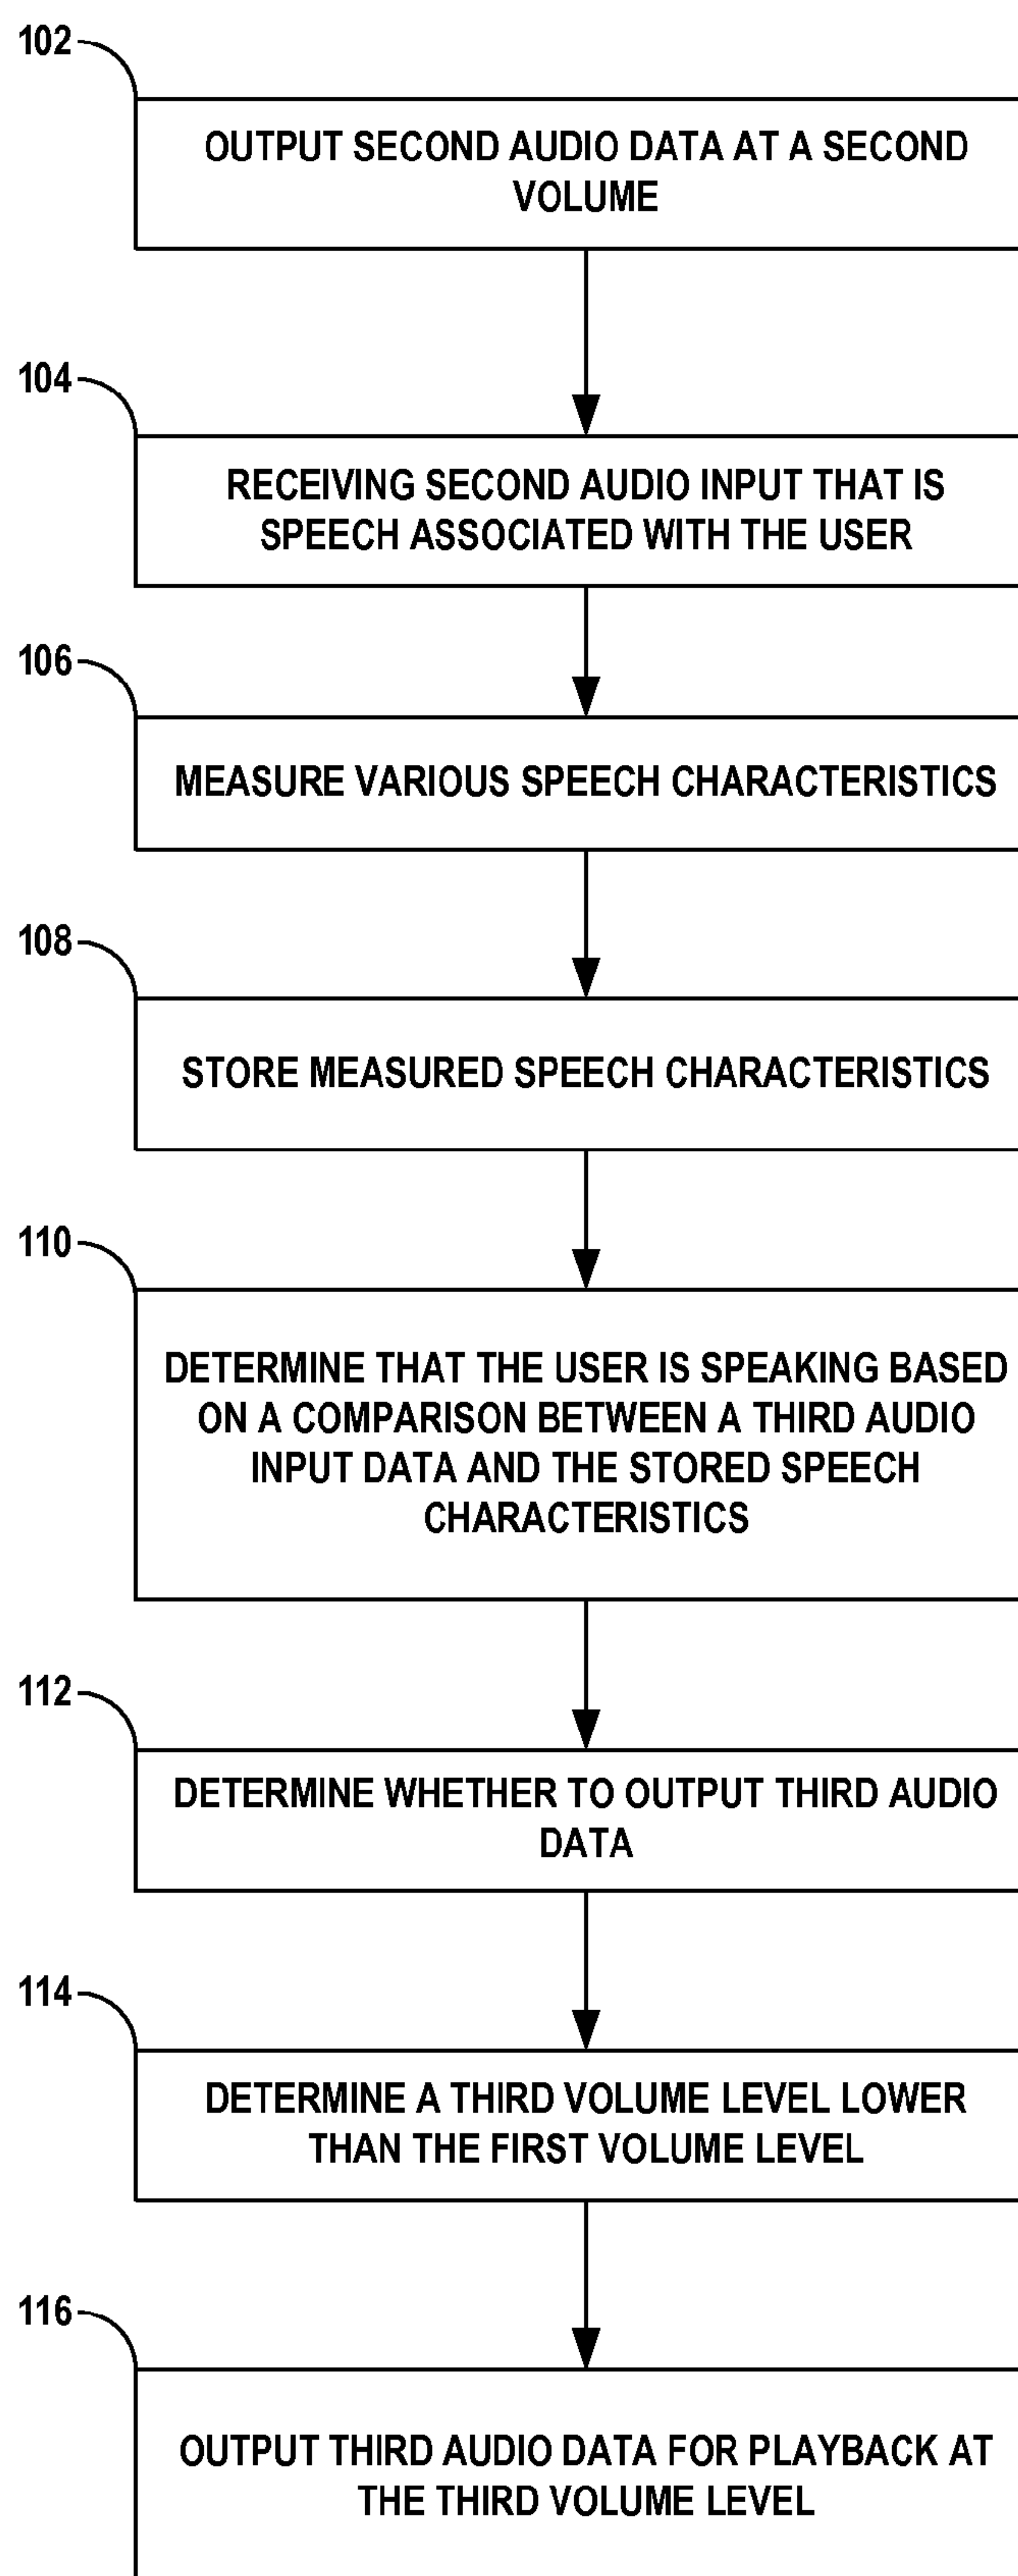 102
OUTPUT SECOND AUDIO DATA AT A SECOND
VOLUME
104
RECEIVING SECOND AUDIO INPUT THAT IS
SPEECH ASSOCIATED WITH THE USER
106
MEASURE VARIOUS SPEECH CHARACTERISTICS
108
STORE MEASURED SPEECH CHARACTERISTICS
110
DETERMINE THAT THE USER IS SPEAKING BASED
ON A COMPARISON BETWEEN A THIRD AUDIO
INPUT DATA AND THE STORED SPEECH
CHARACTERISTICS
112
DETERMINE WHETHER TO OUTPUT THIRD AUDIO
DATA
114
DETERMINE A THIRD VOLUME LEVEL LOWER
THAN THE FIRST VOLUME LEVEL
116
OUTPUT THIRD AUDIO DATA FOR PLAYBACK AT
THE THIRD VOLUME LEVEL